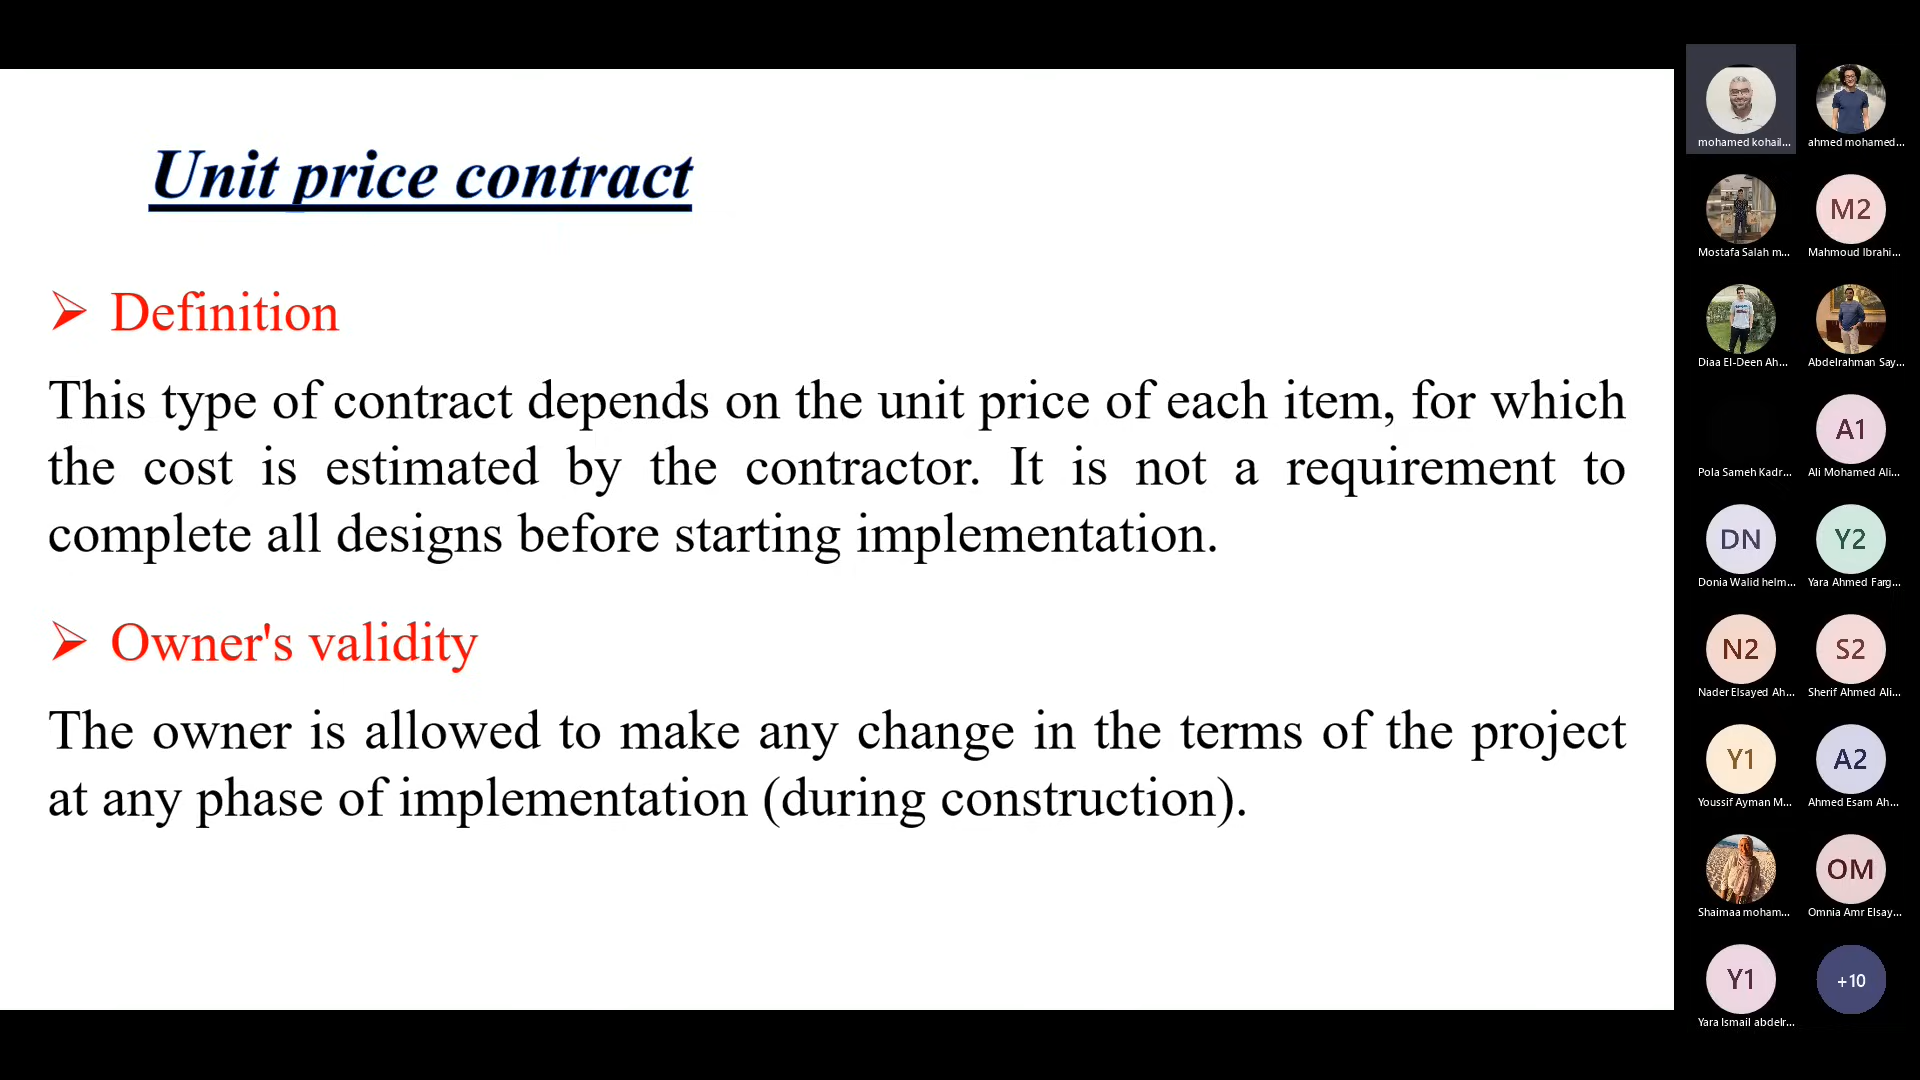 Unit price contract
Definition
This type of contract depends on the unit price of each item, for which
the cost is estimated by the contractor. It is not a requirement to
complete all designs before starting implementation.
Owner's validity
The owner is allowed to make any change in the terms of the project
at any phase of implementation (during construction).
mohamed kohail...
ahmed mohamed...
Mostafa Salah m...
M2
Mahmoud Ibrahi...
Diaa El-Deen Ah...
Abdelrahman Say...
Pola Sameh Kadr...
A1
Ali Mohamed Ali...
DN
Donia Walid helm...
Y2
Yara Ahmed Farg...
N2
Nader Elsayed Ah...
S2
Sherif Ahmed Ali...
Y1
Youssif Ayman M...
A2
Ahmed Esam Ah...
Shaimaa moham...
OM
Omnia Amr Elsay...
Y1
Yara Ismail abdelr...
+10